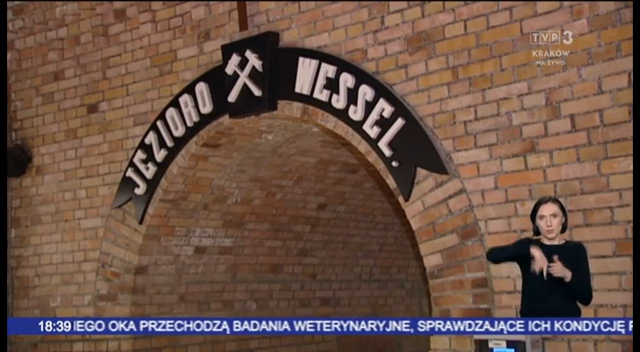 TVP3
KRAKÓW
NA ŻYWO
JEZIORO WESSEL.
18:39 IEGO OKA PRZECHODZĄ BADANIA WETERYNARYJNE, SPRAWDZAJĄCE ICH KONDYCJĘ